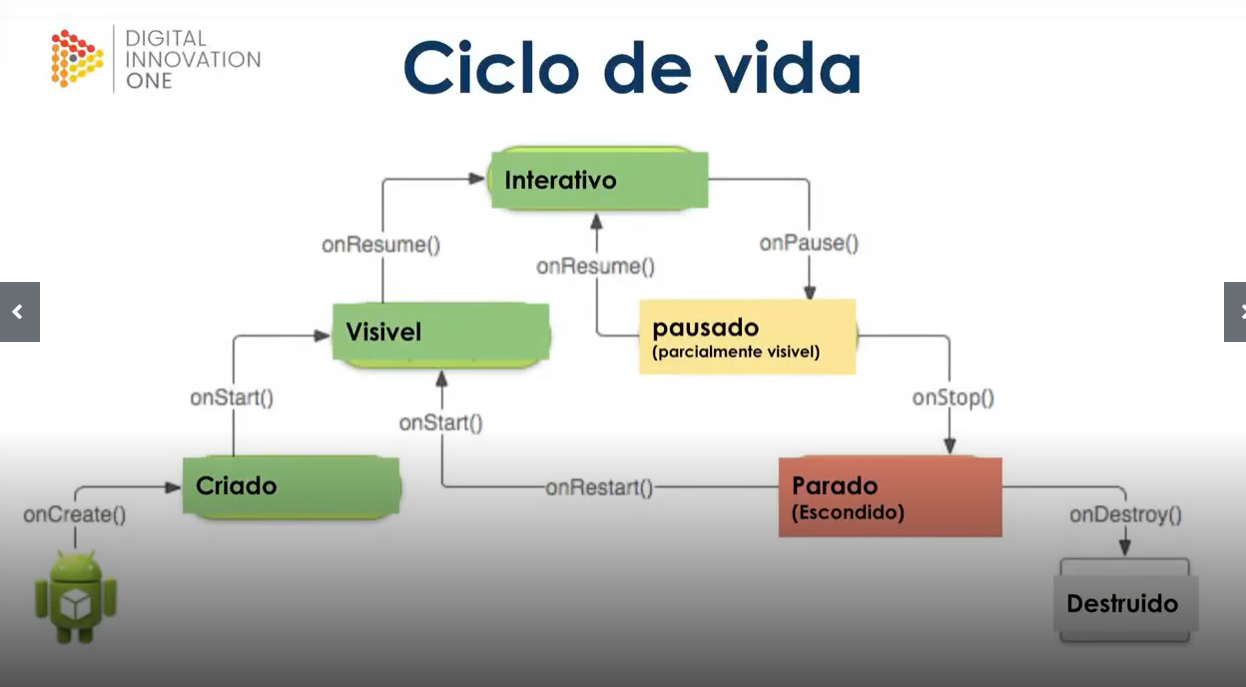 DIGITAL
INNOVATION
ONE
Ciclo de vida
Interativo
onResume()
onPause()
onResume()
Visivel
pausado
(parcialmente visivel)
onStart()
onStart()
onStop()
Criado
onRestart()
Parado
(Escondido)
onCreate()
onDestroy()
Destruido